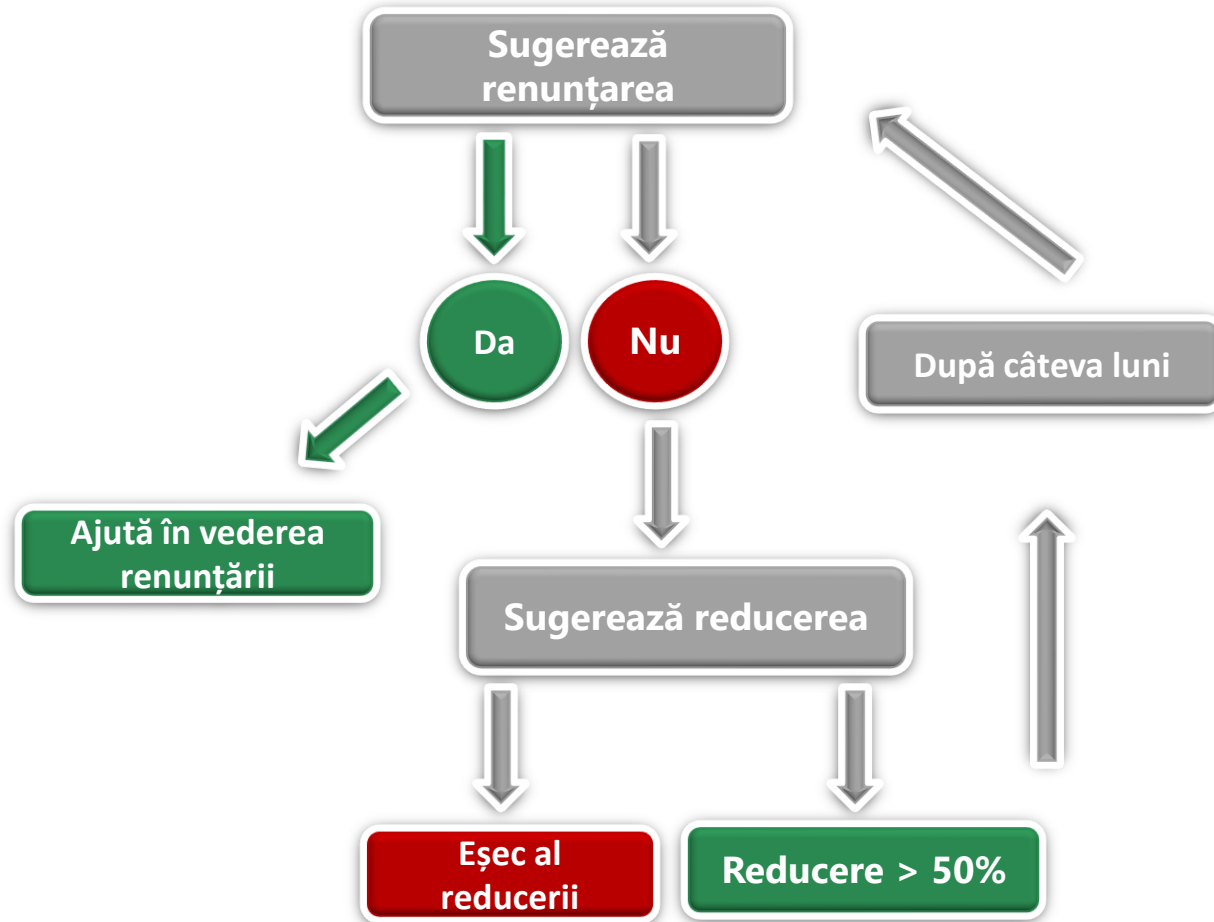 Sugerează
renunțarea
Da
Nu
După câteva luni
Ajută în vederea
renunțării
Sugerează reducerea
Eșec al
reducerii
Reducere > 50%